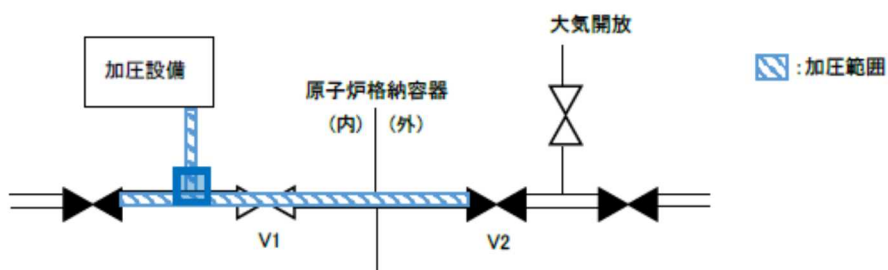 大気開放
加圧設備
:加圧範囲
原子炉格納容器
(内) (外)
V1
V2